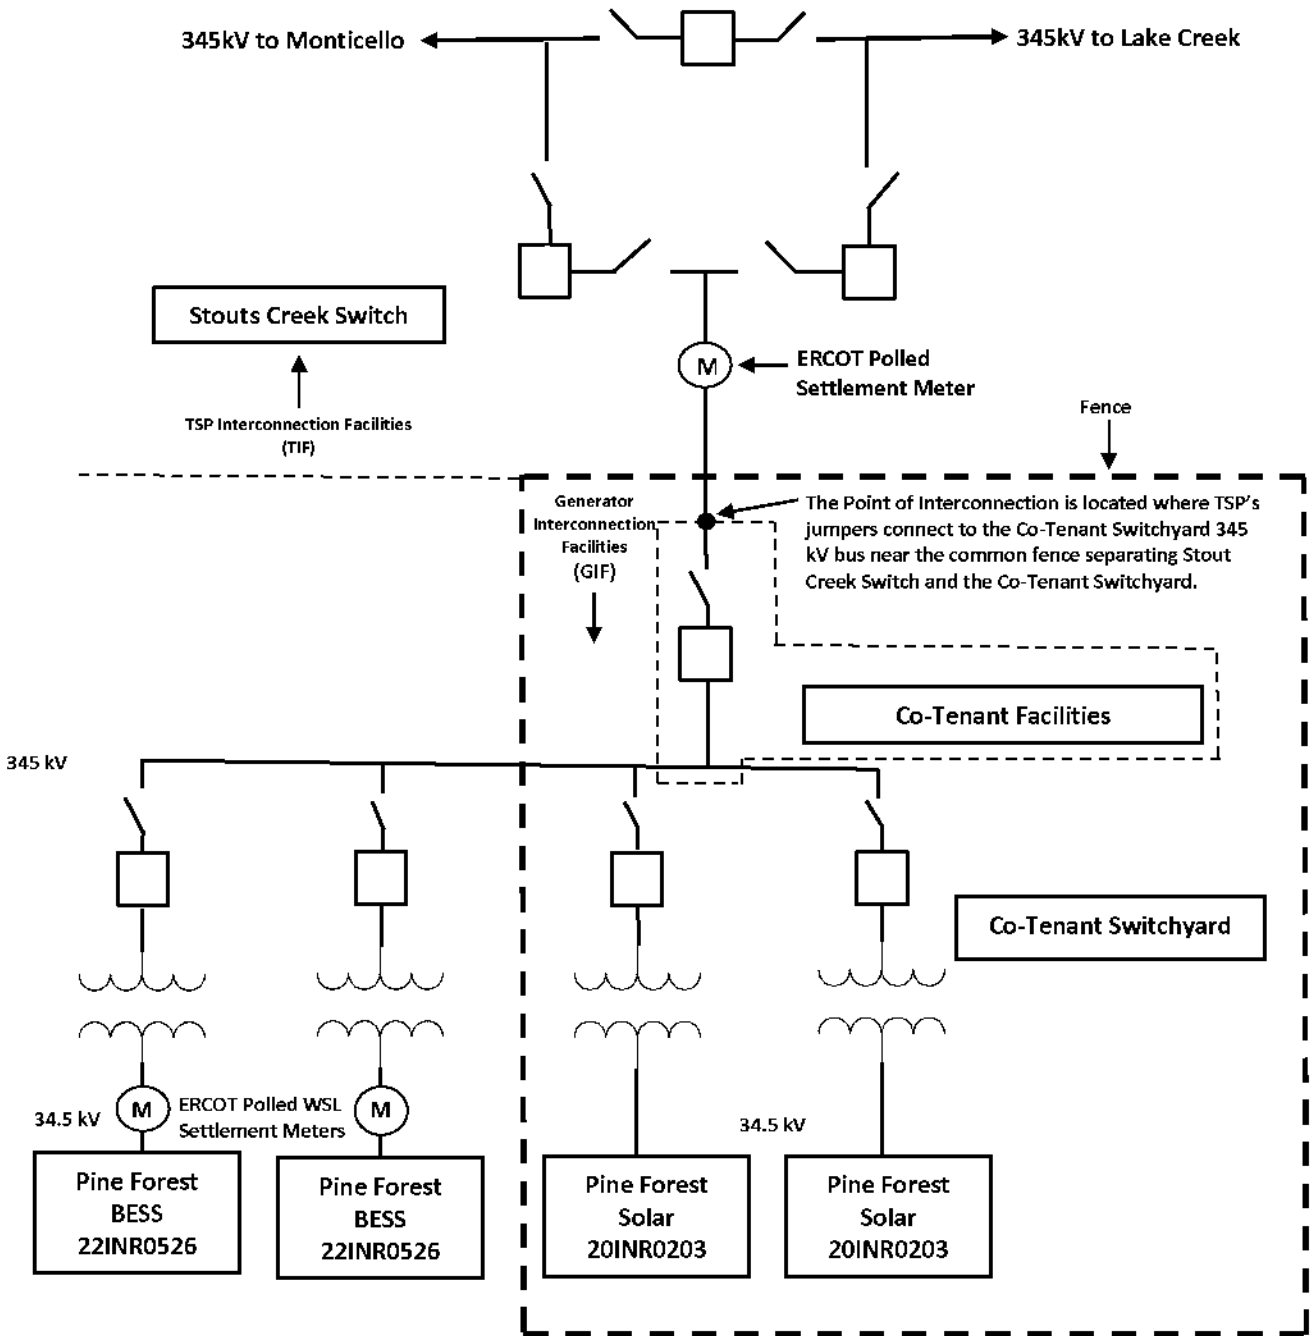 345kV to Monticello
345kV to Lake Creek
Stouts Creek Switch
M
ERCOT Polled
Settlement Meter
TSP Interconnection Facilities
(TIF)
Fence
Generator
Interconnection
Facilities
(GIF)
The Point of Interconnection is located where TSP's
jumpers connect to the Co-Tenant Switchyard 345
kV bus near the common fence separating Stout
Creek Switch and the Co-Tenant Switchyard.
Co-Tenant Facilities
345 kV
Co-Tenant Switchyard
34.5 kV
M
ERCOT Polled WSL
Settlement Meters
M
34.5 kV
Pine Forest
BESS
22INR0526
Pine Forest
BESS
22INR0526
Pine Forest
Solar
20INR0203
Pine Forest
Solar
20INR0203